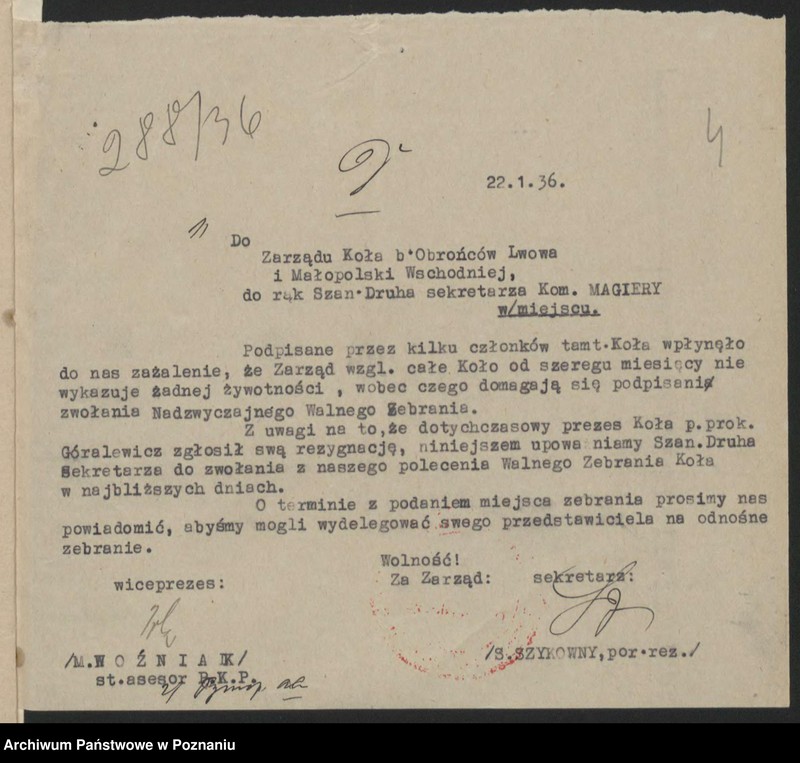 288/36
4
22.1.36.
1/
Do
Zarządu Koła b.Obrońców Lwowa
i Małopolski Wschodniej,
do rąk Szan.Druha sekretarza Kom. MAGIERY
w/miejscu.
Podpisane przez kilku członków tamt.Koła wpłynęło
do nas zażalenie, że Zarząd wzgl. całe Koło od szeregu miesięcy nie
wykazuje żadnej żywotności , wobec czego domagają się podpisani
zwołania Nadzwyczajnego Walnego Zebrania.
Z uwagi na to,że dotychczasowy prezes Koła p.prok.
Góralewicz zgłosił swą rezygnację, niniejszem upowa niamy Szan.Druha
Sekretarza do zwołania z naszego polecenia Walnego Zebrania Koła
w najbliższych dniach.
O terminie z podaniem miejsca zebrania prosimy nas
powiadomić, abyśmy mogli wydelegować swego przedstawiciela na odnośne
zebranie.
Wolność!
Za Zarząd:
wiceprezes:
sekretarz:
/M.W O Ź N I A K/
st.asesor P.K.P.
/S.SZYKOWNY,por.rez./
2/
Archiwum Państwowe w Poznaniu